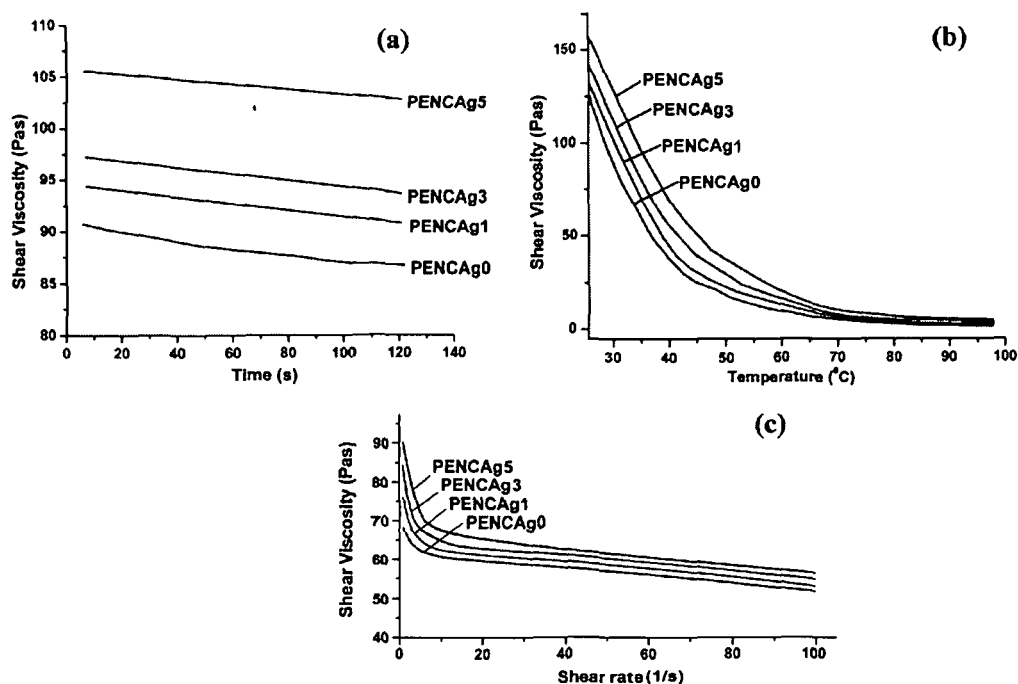 (a)
110
105
100
95
90
85
80
Shear Viscosity (Pas)
PENCAg5
PENCAg3
PENCAg1
PENCAg0
0 20 40 60 80 100 120 140
Time (s)
(b)
150
100
50
0
Shear Viscosity (Pas)
PENCAg5
PENCAg3
PENCAg1
PENCAg0
30 40 50 60 70 80 90 100
Temperature (°C)
(c)
90
80
70
60
50
40
Shear Viscosity (Pas)
PENCAg5
PENCAg3
PENCAg1
PENCAg0
0 20 40 60 80 100
Shear rate (1/s)